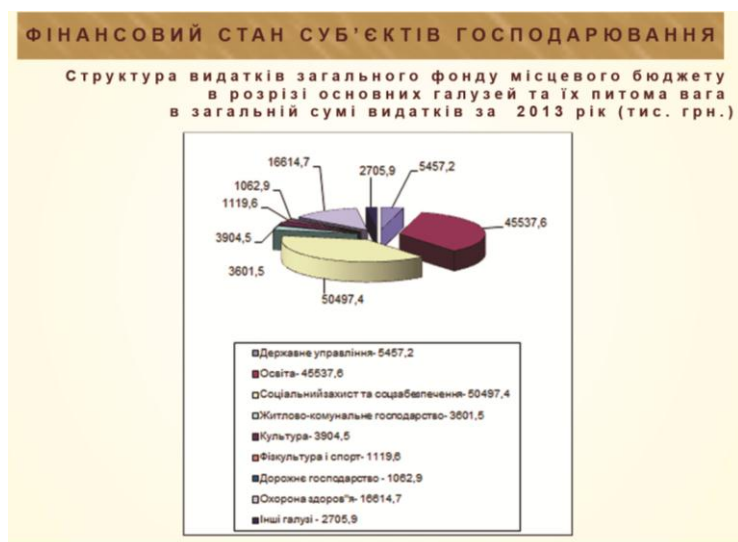 ФІНАНСОВИЙ СТАН СУБ’ЄКТІВ ГОСПОДАРЮВАННЯ
Структура видатків загального фонду місцевого бюджету
в розрізі основних галузей та їх питома вага
в загальній сумі видатків за 2013 рік (тис. грн.)
16614,7
2705,9
5457,2
1062,9
1119,6
45537,6
3904,5
3601,5
50497,4
Державне управління- 5457,2
Освіта- 45537,6
Соціальнийзахист та соцзабезпечення- 50497,4
Житлово-комунальне господарство- 3601,5
Культура- 3904,5
Фізкультура і спорт- 1119,6
Дорожнє господарство - 1062,9
Охорона здоров"я- 16614,7
Інші галузі - 2705,9